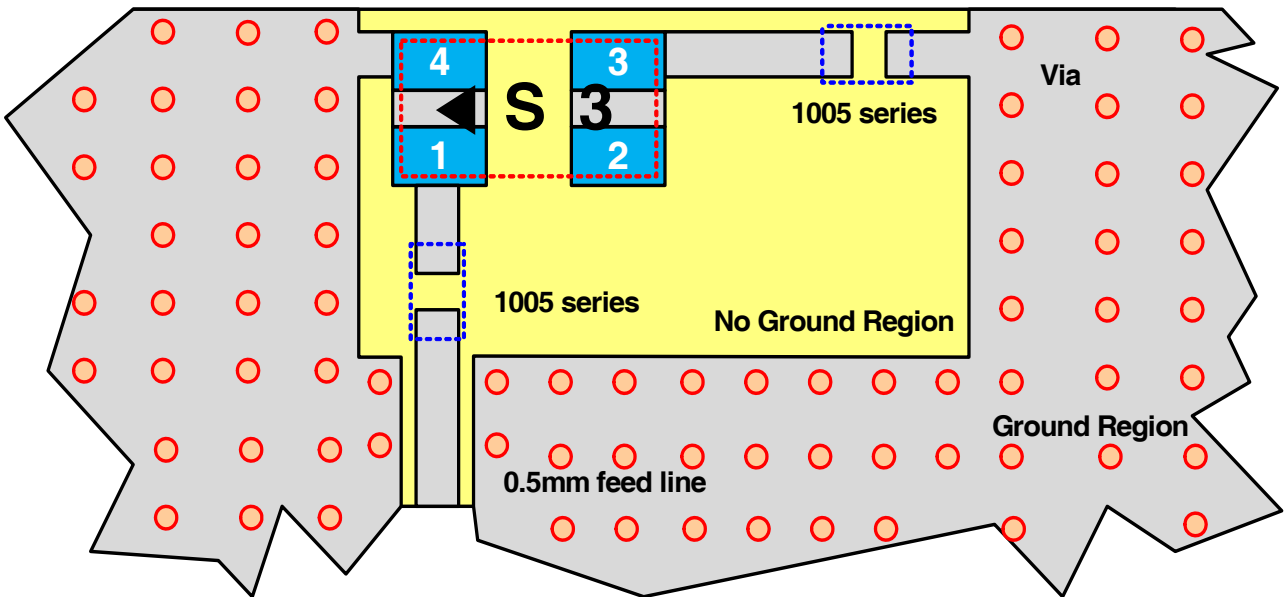 4
3
Via
S 3
1005 series
1
2
1005 series
No Ground Region
Ground Region
0.5mm feed line